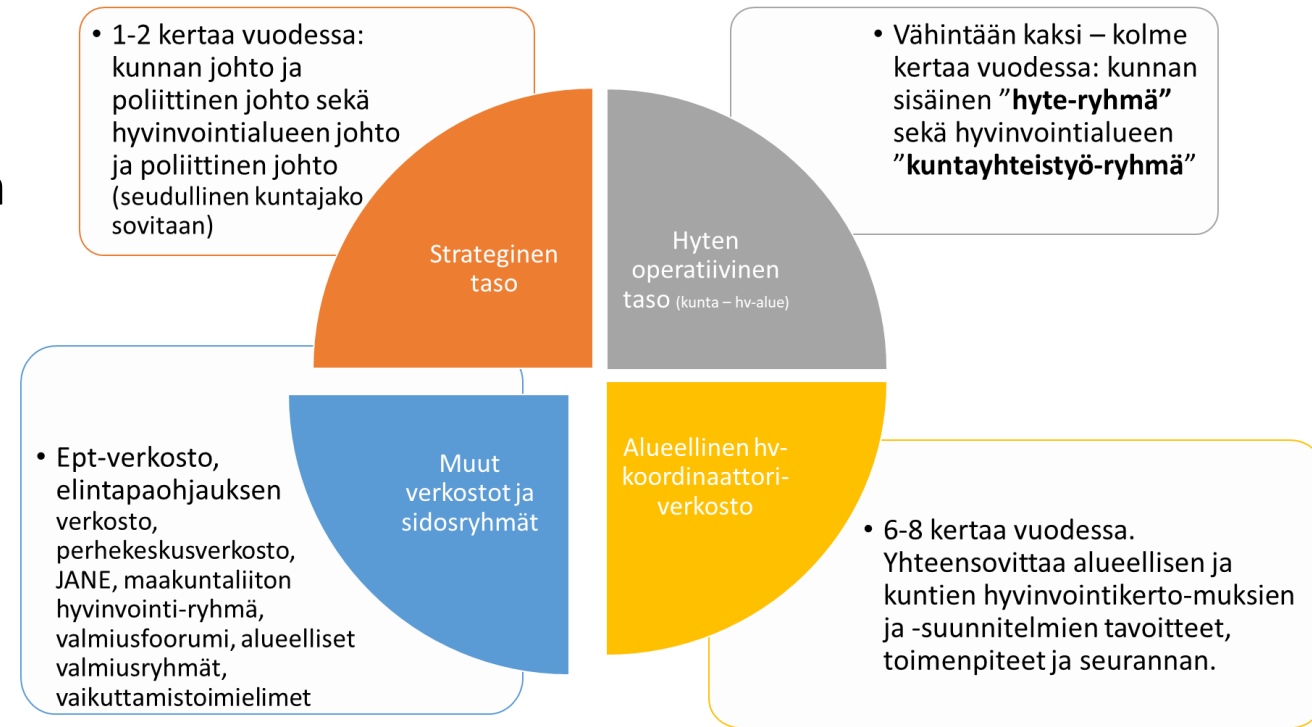 • 1-2 kertaa vuodessa:
kunnan johto ja
poliittinen johto sekä
hyvinvointialueen johto
ja poliittinen johto
(seudullinen kuntajako
sovitaan)
Strateginen
taso
• Vähintään kaksi – kolme
kertaa vuodessa: kunnan
sisäinen ”hyte-ryhmä”
sekä hyvinvointialueen
”kuntayhteistyö-ryhmä”
Hyten
operatiivinen
taso (kunta – hv-alue)
• Ept-verkosto,
elintapaohjauksen
verkosto,
perhekeskusverkosto,
JANE, maakuntaliiton
hyvinvointi-ryhmä,
valmiusfoorumi, alueelliset
valmiusryhmät,
vaikuttamistoimielimet
Muut
verkostot ja
sidosryhmät
Alueellinen hv-
koordinaattori-
verkosto
• 6-8 kertaa vuodessa.
Yhteensovittaa alueellisen ja
kuntien hyvinvointikerto-muksien
ja -suunnitelmien tavoitteet,
toimenpiteet ja seurannan.